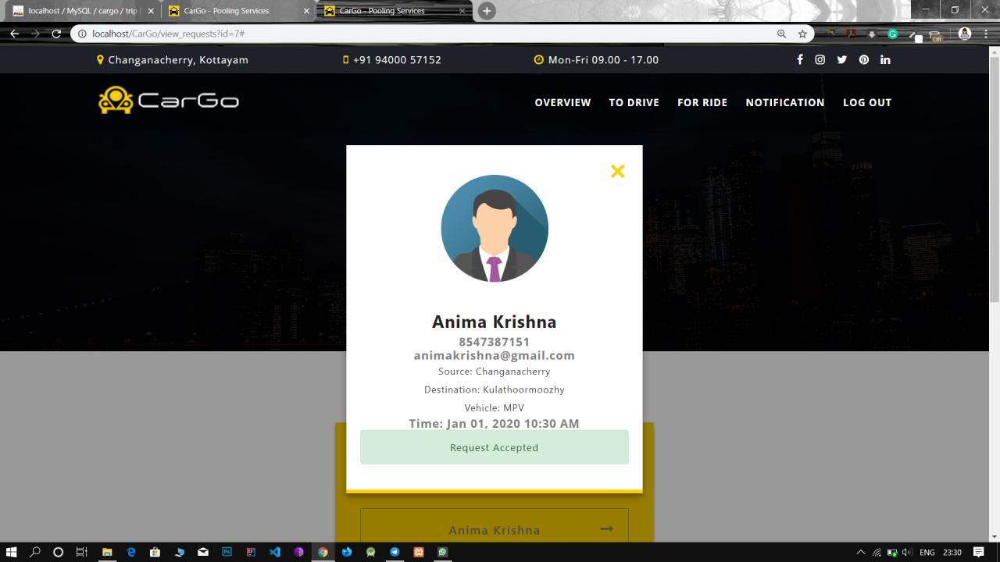 localhost / MySQL / cargo / tbl_re
CarGo - Pooling Services
CarGo - Pooling Services
localhost/CarGo/view_requests?id=7#
Off
Changanacherry, Kottayam
+91 94000 57152
Mon-Fri 09.00 - 17.00
CarGo
OVERVIEW
TO DRIVE
FOR RIDE
NOTIFICATION
LOG OUT
Anima Krishna
8547387151
animakrishna@gmail.com
Source: Changanacherry
Destination: Kulathoormoozhy
Vehicle: MPV
Time: Jan 01, 2020 10:30 AM
Request Accepted
Anima Krishna
ENG
23:30